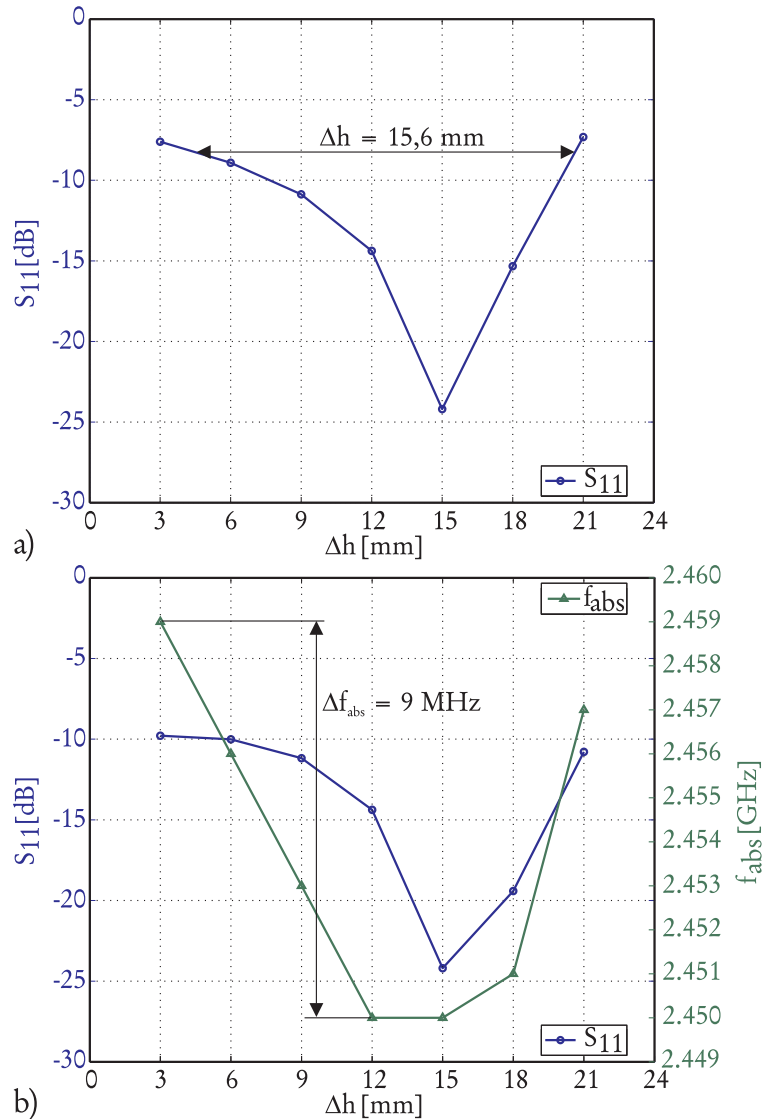 0
-5
-10
-15
-20
-25
-30
S11[dB]
Δh = 15,6 mm
S11
0 3 6 9 12 15 18 21 24
Δh [mm]
a)
0
-5
-10
-15
-20
-25
-30
S11[dB]
fabs
Δfabs = 9 MHz
S11
2.460
2.459
2.458
2.457
2.456
2.455
2.454
2.453
2.452
2.451
2.450
2.449
fabs[GHz]
0 3 6 9 12 15 18 21 24
Δh [mm]
b)